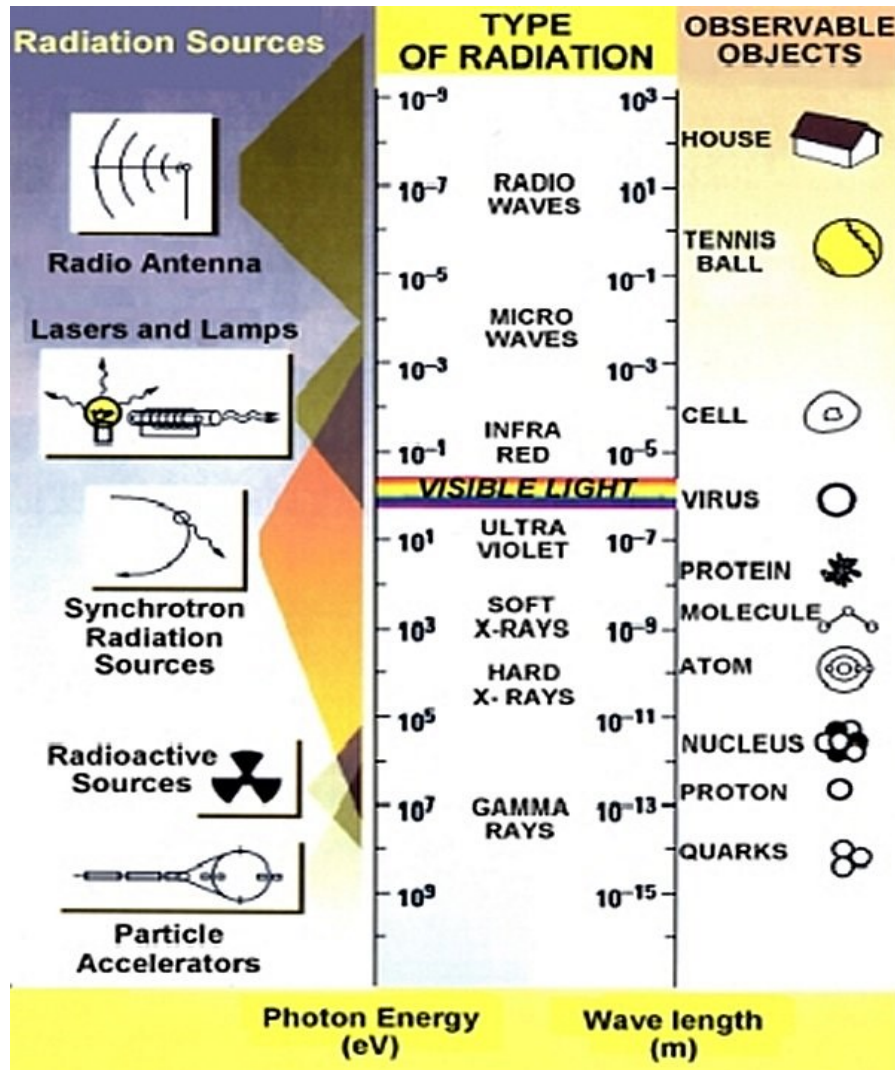 Radiation Sources
Radio Antenna
Lasers and Lamps
Synchrotron
Radiation
Sources
Radioactive
Sources
Particle
Accelerators
TYPE
OF RADIATION
10⁻⁹
10⁻⁷
10⁻⁵
10⁻³
10⁻¹
10¹
10³
10⁵
10⁷
10⁹
RADIO
WAVES
MICRO
WAVES
INFRA
RED
VISIBLE LIGHT
ULTRA
VIOLET
SOFT
X-RAYS
HARD
X- RAYS
GAMMA
RAYS
10³
10¹
10⁻¹
10⁻³
10⁻⁵
10⁻⁷
10⁻⁹
10⁻¹¹
10⁻¹³
10⁻¹⁵
OBSERVABLE
OBJECTS
HOUSE
TENNIS
BALL
CELL
VIRUS
PROTEIN
MOLECULE
ATOM
NUCLEUS
PROTON
QUARKS
Photon Energy
(eV)
Wave length
(m)